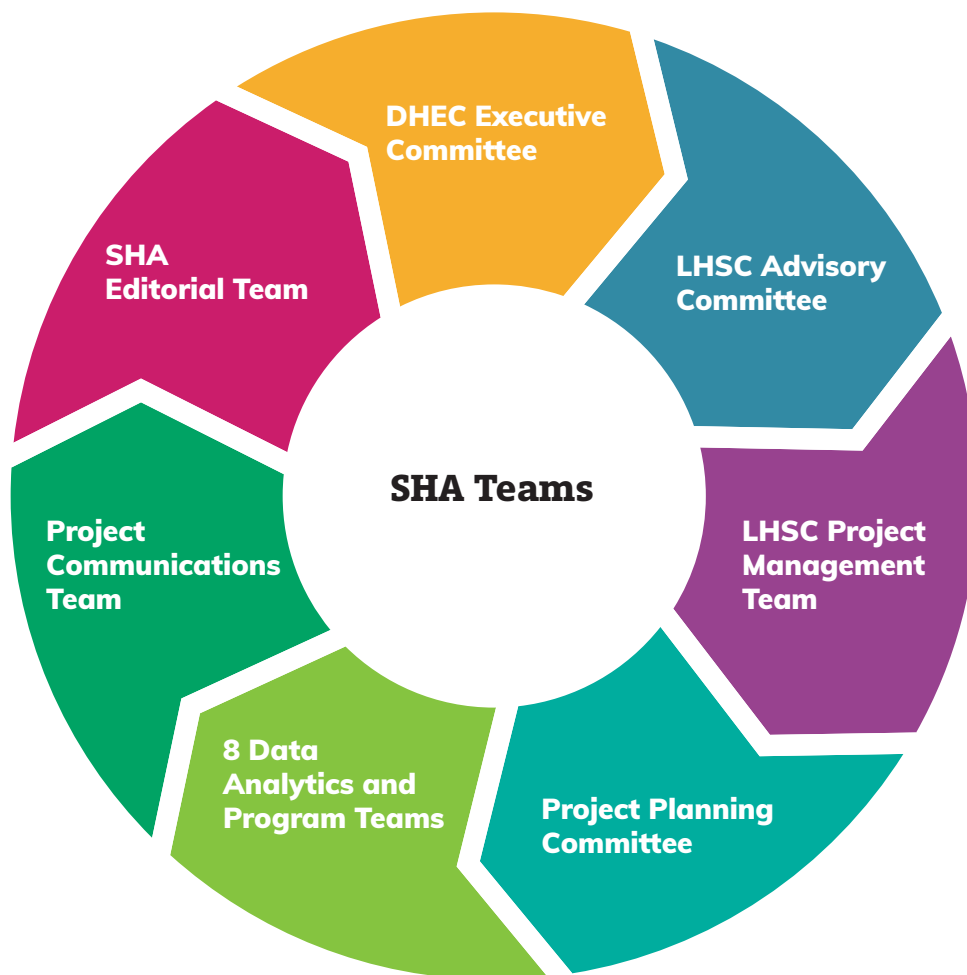 DHEC Executive
Committee
LHSC Advisory
Committee
LHSC Project
Management
Team
Project Planning
Committee
8 Data
Analytics and
Program Teams
Project
Communications
Team
SHA
Editorial Team
SHA Teams